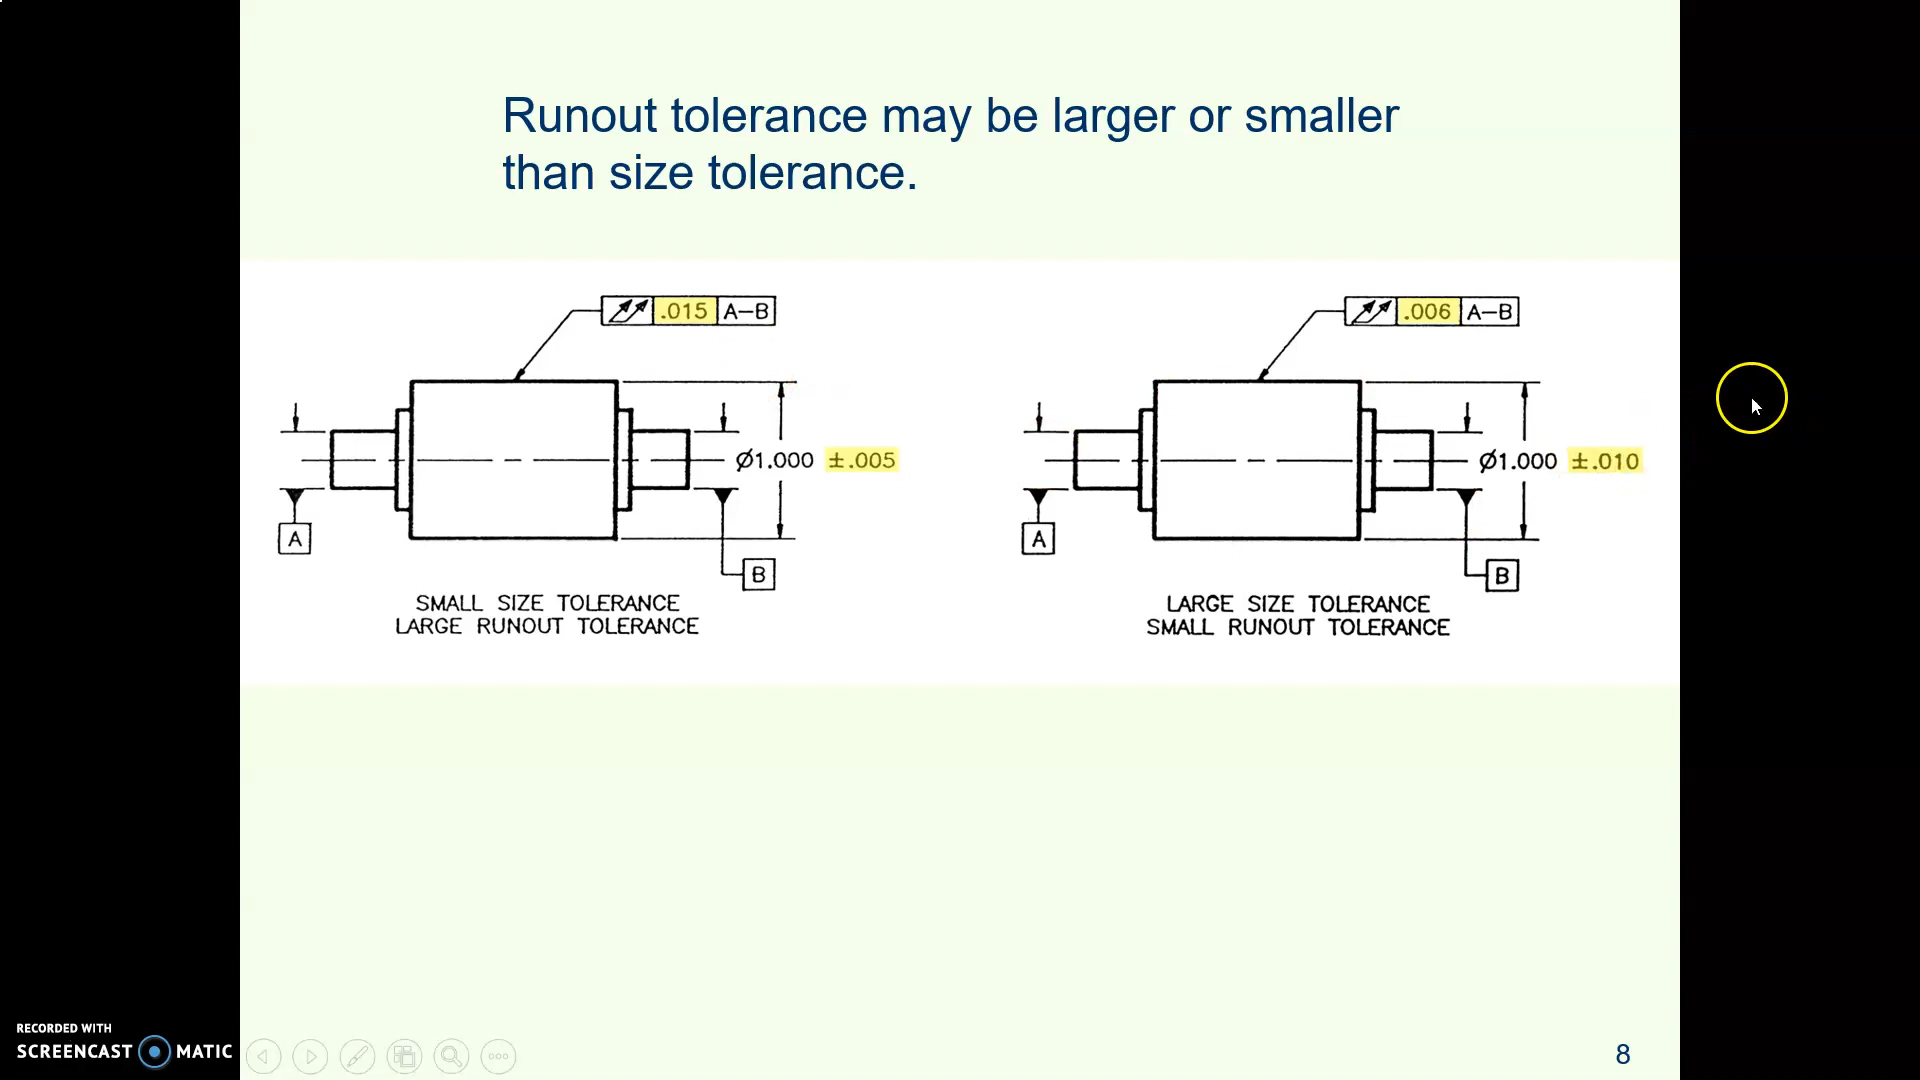 Runout tolerance may be larger or smaller
than size tolerance.
.015 A–B
Ø1.000 ±.005
A
B
SMALL SIZE TOLERANCE
LARGE RUNOUT TOLERANCE
.006 A–B
Ø1.000 ±.010
A
B
LARGE SIZE TOLERANCE
SMALL RUNOUT TOLERANCE
RECORDED WITH
SCREENCAST MATIC
8